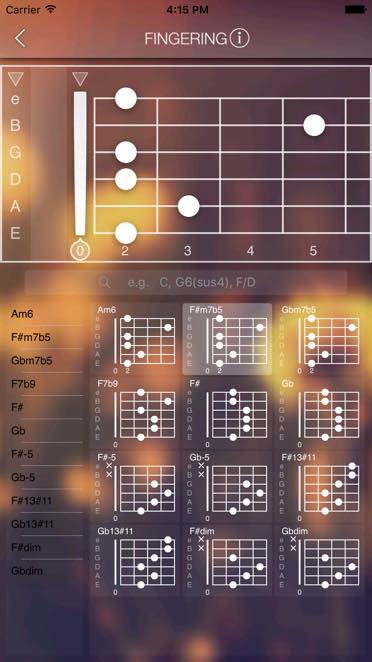 Carrier 4:15 PM
FINGERING i
e
B
G
D
A
E
0 2 3 4 5
e.g. C, G6(sus4), F/D
Am6
F#m7b5
Gbm7b5
F7b9
F#
Gb
F#-5
Gb-5
F#13#11
Gb13#11
F#dim
Gbdim
Am6 F#m7b5 Gbm7b5
e e e
B B B
G G G
D D D
A A A
E E E
0 2 0 2 0 2
F7b9 F# Gb
e e e
B B B
G G G
D D D
A A A
E E E
0 0 0
F#-5 Gb-5 F#13#11
e e e
B B B
G G G
D D D
A A A
E E E
0 0 0
Gb13#11 F#dim Gbdim
e e e
B B B
G G G
D D D
A A A
E E E
0 0 0